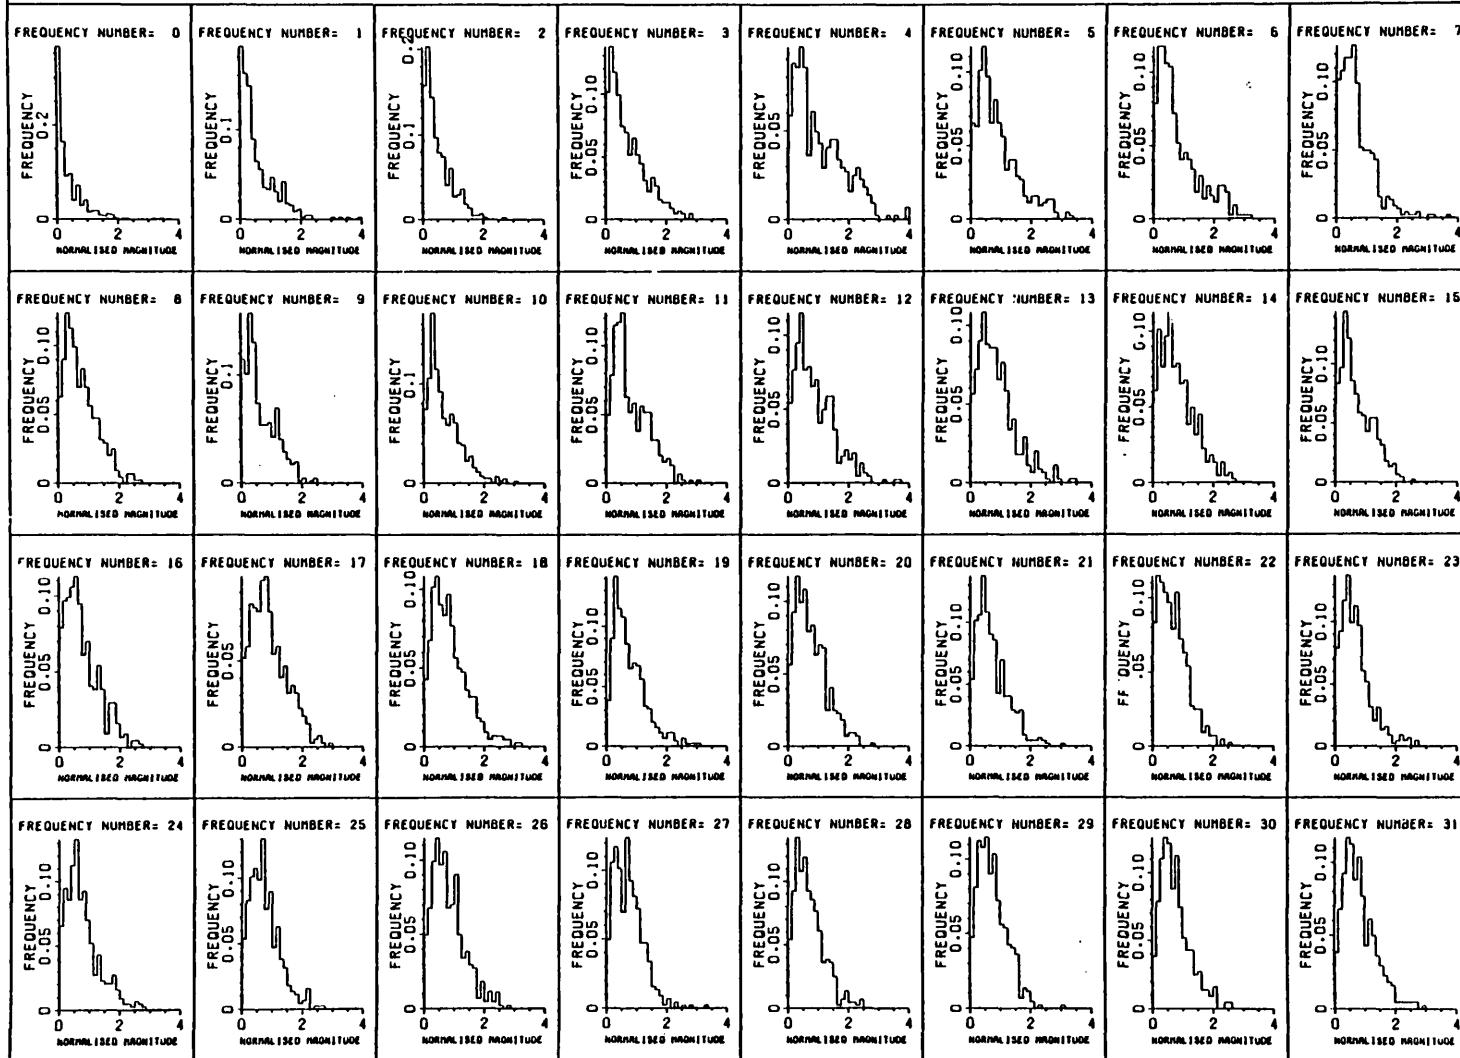 FREQUENCY NUMBER= 0
0.2
0
FREQUENCY
0 2 4
NORMALISED MAGNITUDE
FREQUENCY NUMBER= 1
0.1
0
FREQUENCY
0 2 4
NORMALISED MAGNITUDE
FREQUENCY NUMBER= 2
0.2
0.1
0
FREQUENCY
0 2 4
NORMALISED MAGNITUDE
FREQUENCY NUMBER= 3
0.10
0.05
0
FREQUENCY
0 2 4
NORMALISED MAGNITUDE
FREQUENCY NUMBER= 4
0.05
0
FREQUENCY
0 2 4
NORMALISED MAGNITUDE
FREQUENCY NUMBER= 5
0.10
0.05
0
FREQUENCY
0 2 4
NORMALISED MAGNITUDE
FREQUENCY NUMBER= 6
0.10
0.05
0
FREQUENCY
0 2 4
NORMALISED MAGNITUDE
FREQUENCY NUMBER= 7
0.10
0.05
0
FREQUENCY
0 2 4
NORMALISED MAGNITUDE
FREQUENCY NUMBER= 8
0.10
0.05
0
FREQUENCY
0 2 4
NORMALISED MAGNITUDE
FREQUENCY NUMBER= 9
0.1
0
FREQUENCY
0 2 4
NORMALISED MAGNITUDE
FREQUENCY NUMBER= 10
0.1
0
FREQUENCY
0 2 4
NORMALISED MAGNITUDE
FREQUENCY NUMBER= 11
0.10
0.05
0
FREQUENCY
0 2 4
NORMALISED MAGNITUDE
FREQUENCY NUMBER= 12
0.10
0.05
0
FREQUENCY
0 2 4
NORMALISED MAGNITUDE
FREQUENCY NUMBER= 13
0.10
0.05
0
FREQUENCY
0 2 4
NORMALISED MAGNITUDE
FREQUENCY NUMBER= 14
0.10
0.05
0
FREQUENCY
0 2 4
NORMALISED MAGNITUDE
FREQUENCY NUMBER= 15
0.10
0.05
0
FREQUENCY
0 2 4
NORMALISED MAGNITUDE
FREQUENCY NUMBER= 16
0.10
0.05
0
FREQUENCY
0 2 4
NORMALISED MAGNITUDE
FREQUENCY NUMBER= 17
0.05
0
FREQUENCY
0 2 4
NORMALISED MAGNITUDE
FREQUENCY NUMBER= 18
0.10
0.05
0
FREQUENCY
0 2 4
NORMALISED MAGNITUDE
FREQUENCY NUMBER= 19
0.10
0.05
0
FREQUENCY
0 2 4
NORMALISED MAGNITUDE
FREQUENCY NUMBER= 20
0.10
0.05
0
FREQUENCY
0 2 4
NORMALISED MAGNITUDE
FREQUENCY NUMBER= 21
0.10
0.05
0
FREQUENCY
0 2 4
NORMALISED MAGNITUDE
FREQUENCY NUMBER= 22
0.10
.05
0
0 2 4
NORMALISED MAGNITUDE
FREQUENCY NUMBER= 23
0.10
0.05
0
FREQUENCY
0 2 4
NORMALISED MAGNITUDE
FREQUENCY NUMBER= 24
0.10
0.05
0
FREQUENCY
0 2 4
NORMALISED MAGNITUDE
FREQUENCY NUMBER= 25
0.10
0.05
0
FREQUENCY
0 2 4
NORMALISED MAGNITUDE
FREQUENCY NUMBER= 26
0.10
0.05
0
FREQUENCY
0 2 4
NORMALISED MAGNITUDE
FREQUENCY NUMBER= 27
0.10
0.05
0
FREQUENCY
0 2 4
NORMALISED MAGNITUDE
FREQUENCY NUMBER= 28
0.10
0.05
0
FREQUENCY
0 2 4
NORMALISED MAGNITUDE
FREQUENCY NUMBER= 29
0.10
0.05
0
FREQUENCY
0 2 4
NORMALISED MAGNITUDE
FREQUENCY NUMBER= 30
0.10
0.05
0
FREQUENCY
0 2 4
NORMALISED MAGNITUDE
FREQUENCY NUMBER= 31
0.10
0.05
0
FREQUENCY
0 2 4
NORMALISED MAGNITUDE